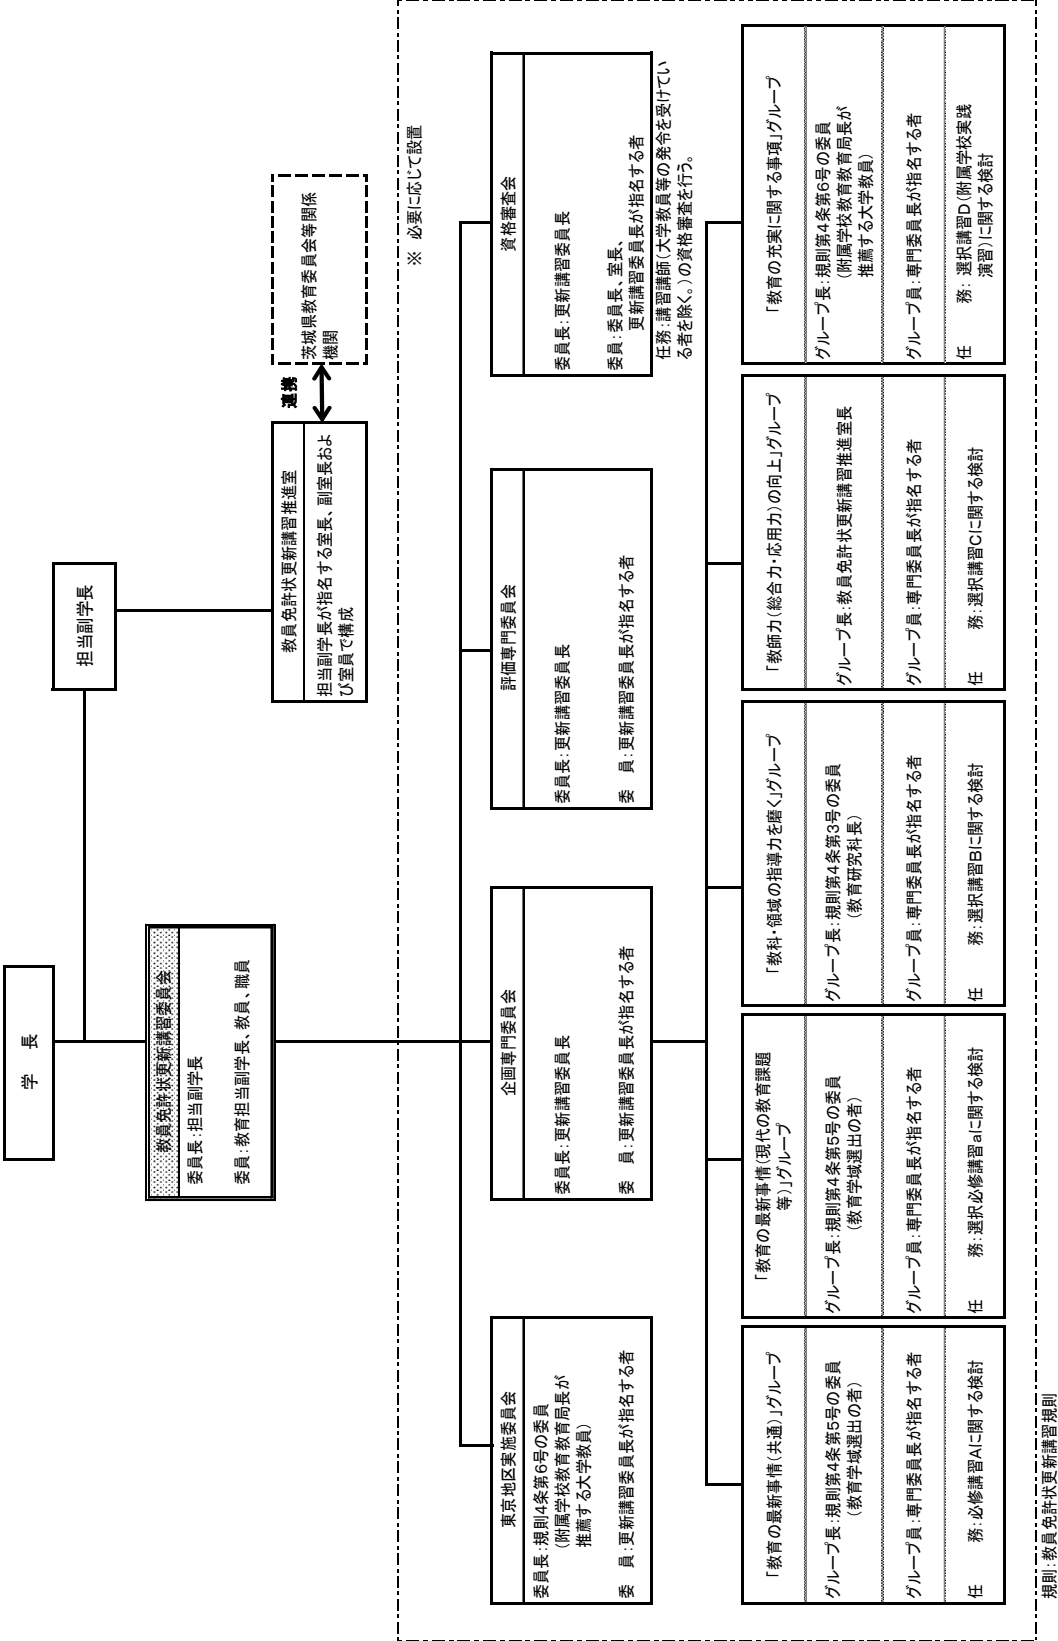 学　長
担当副学長
教員免許状更新講習委員会
委員長：担当副学長
委員：教育担当副学長、教員、職員
教員免許状更新講習推進室
担当副学長が指名する室長、副室長およ
び室員で構成
連携
茨城県教育委員会等関係
機関
※　必要に応じて設置
東京地区実施委員会
委員長：規則4条第6号の委員
（附属学校教育教育局長が
推薦する大学教員）
委　員：更新講習委員長が指名する者
企画専門委員会
委員長：更新講習委員長
委　員：更新講習委員長が指名する者
評価専門委員会
委員長：更新講習委員長
委　員：更新講習委員長が指名する者
資格審査会
委員長：更新講習委員長
委員：委員長、室長、
更新講習委員長が指名する者
任務：講習講師（大学教員等の発令を受けてい
る者を除く。）の資格審査を行う。
「教育の最新事情（共通）」グループ
グループ長：規則第4条第5号の委員
（教育学域選出の者）
グループ員：専門委員長が指名する者
任　　　務：必修講習Aに関する検討
「教育の最新事情（現代の教育課題
等）」グループ
グループ長：規則第4条第5号の委員
（教育学域選出の者）
グループ員：専門委員長が指名する者
任　　　務：選択必修講習aに関する検討
「教科・領域の指導力を磨く」グループ
グループ長：規則第4条第3号の委員
（教育研究科長）
グループ員：専門委員長が指名する者
任　　　務：選択講習Bに関する検討
「教師力（総合力・応用力）の向上」グループ
グループ長：教員免許状更新講習推進室長
グループ員：専門委員長が指名する者
任　　　務：選択講習Cに関する検討
「教育の充実に関する事項」グループ
グループ長：規則第4条第6号の委員
（附属学校教育教育局長が
推薦する大学教員）
グループ員：専門委員長が指名する者
任　　　務：選択講習D（附属学校実践
演習）に関する検討
規則：教員免許状更新講習規則